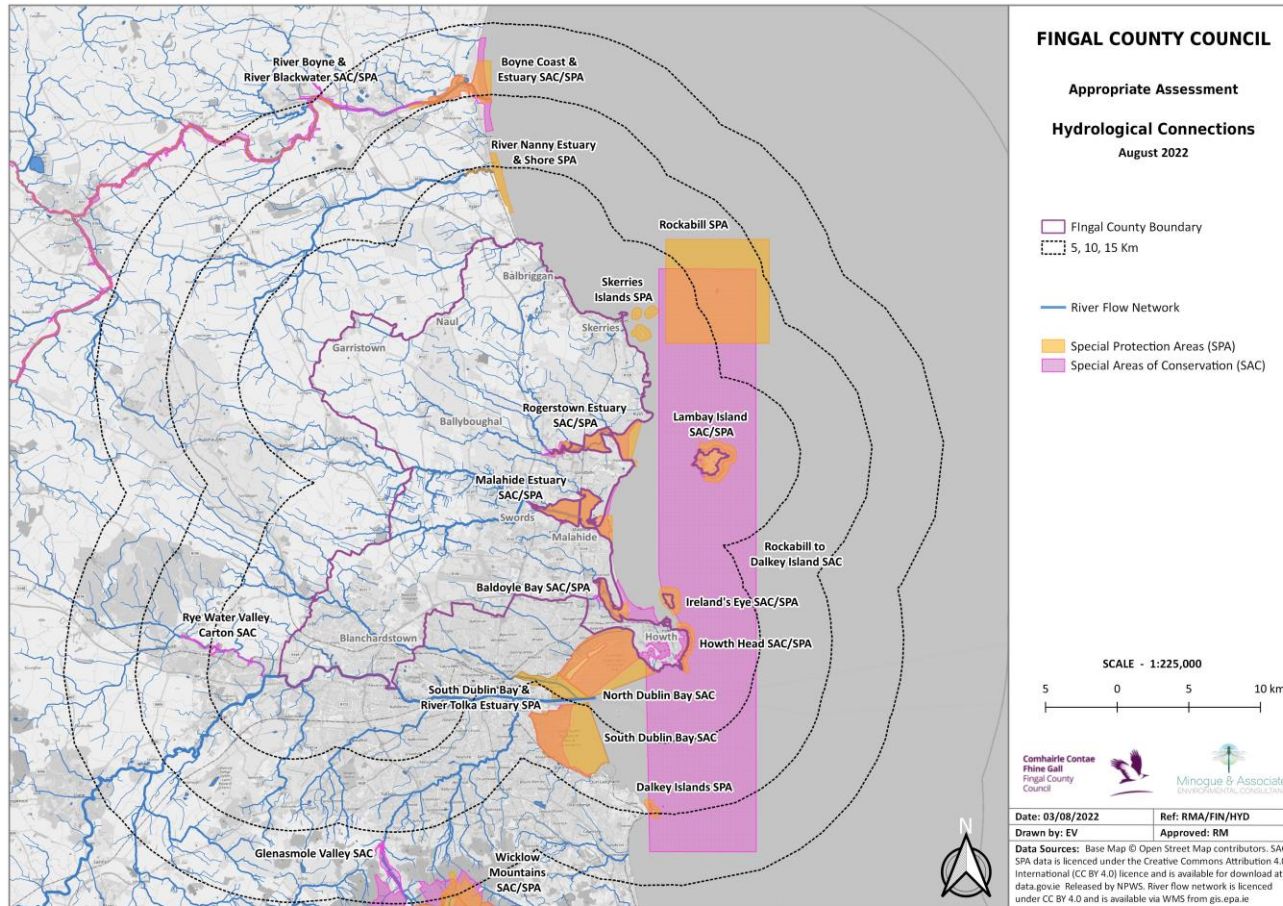 River Boyne &
River Blackwater SAC/SPA
Boyne Coast &
Estuary SAC/SPA
River Nanny Estuary
& Shore SPA
Rockabill SPA
Balbriggan
Skerries
Islands SPA
Naul
Skerries
Garristown
Rogerstown Estuary
SAC/SPA
Lambay Island
SAC/SPA
Ballyboughal
Malahide Estuary
SAC/SPA
Swords
Malahide
Rockabill to
Dalkey Island SAC
Baldoyle Bay SAC/SPA
Ireland's Eye SAC/SPA
Rye Water Valley
Carton SAC
Blanchardstown
Howth
Howth Head SAC/SPA
South Dublin Bay &
River Tolka Estuary SPA
North Dublin Bay SAC
South Dublin Bay SAC
Dalkey Islands SPA
Glenasmole Valley SAC
Wicklow
Mountains
SAC/SPA
N
FINGAL COUNTY COUNCIL
Appropriate Assessment
Hydrological Connections
August 2022
FIngal County Boundary
5, 10, 15 Km
River Flow Network
Special Protection Areas (SPA)
Special Areas of Conservation (SAC)
SCALE - 1:225,000
5 0 5 10 km
Comhairle Contae
Fhine Gall
Fingal County
Council
Minogue & Associate
ENVIRONMENTAL CONSULTAN
Date: 03/08/2022 Ref: RMA/FIN/HYD
Drawn by: EV Approved: RM
Data Sources: Base Map © Open Street Map contributors. SAC
SPA data is licenced under the Creative Commons Attribution 4.0
International (CC BY 4.0) licence and is available for download at
data.gov.ie Released by NPWS. River flow network is licenced
under CC BY 4.0 and is available via WMS from gis.epa.ie